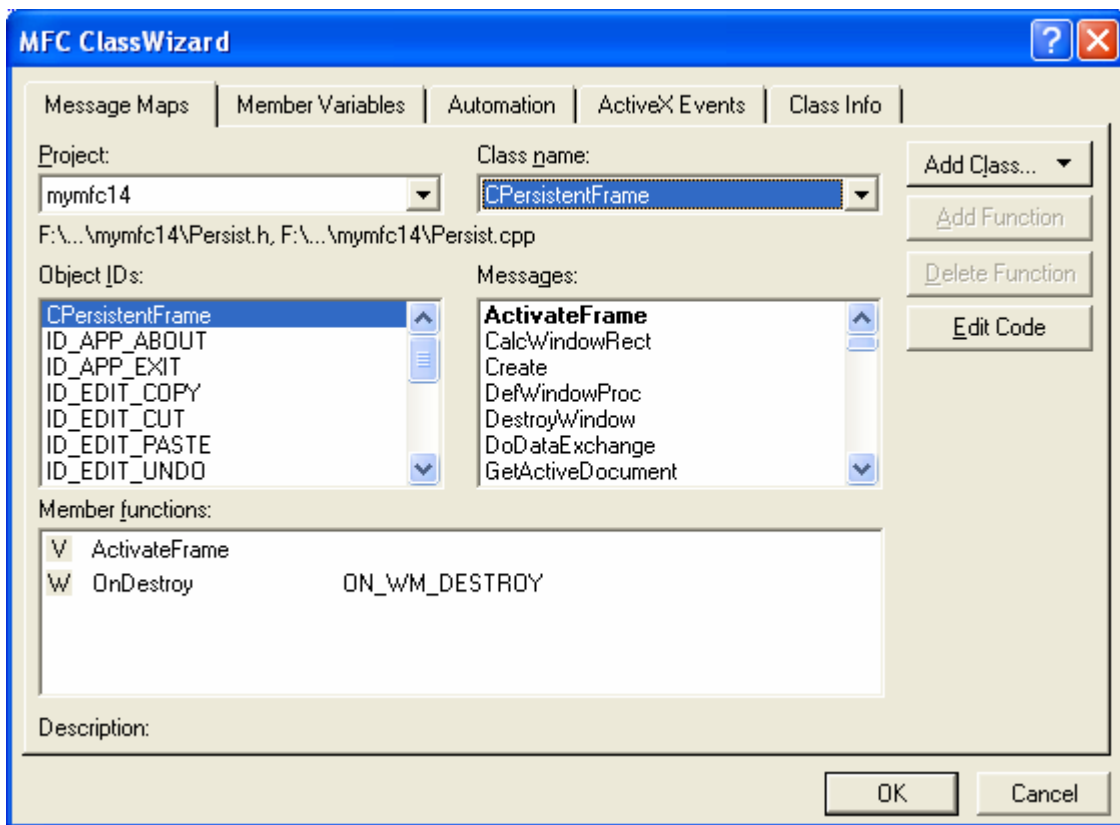 MFC ClassWizard
Message Maps Member Variables Automation ActiveX Events Class Info
Project: Class name:
Add Class...
mymfc14 CPersistentFrame
Add Function
F:\...\mymfc14\Persist.h, F:\...\mymfc14\Persist.cpp
Object IDs: Messages:
Delete Function
CPersistentFrame ActivateFrame
Edit Code
ID_APP_ABOUT CalcWindowRect
ID_APP_EXIT Create
ID_EDIT_COPY DefWindowProc
ID_EDIT_CUT DestroyWindow
ID_EDIT_PASTE DoDataExchange
ID_EDIT_UNDO GetActiveDocument
Member functions:
V ActivateFrame
W OnDestroy ON_WM_DESTROY
Description:
OK Cancel